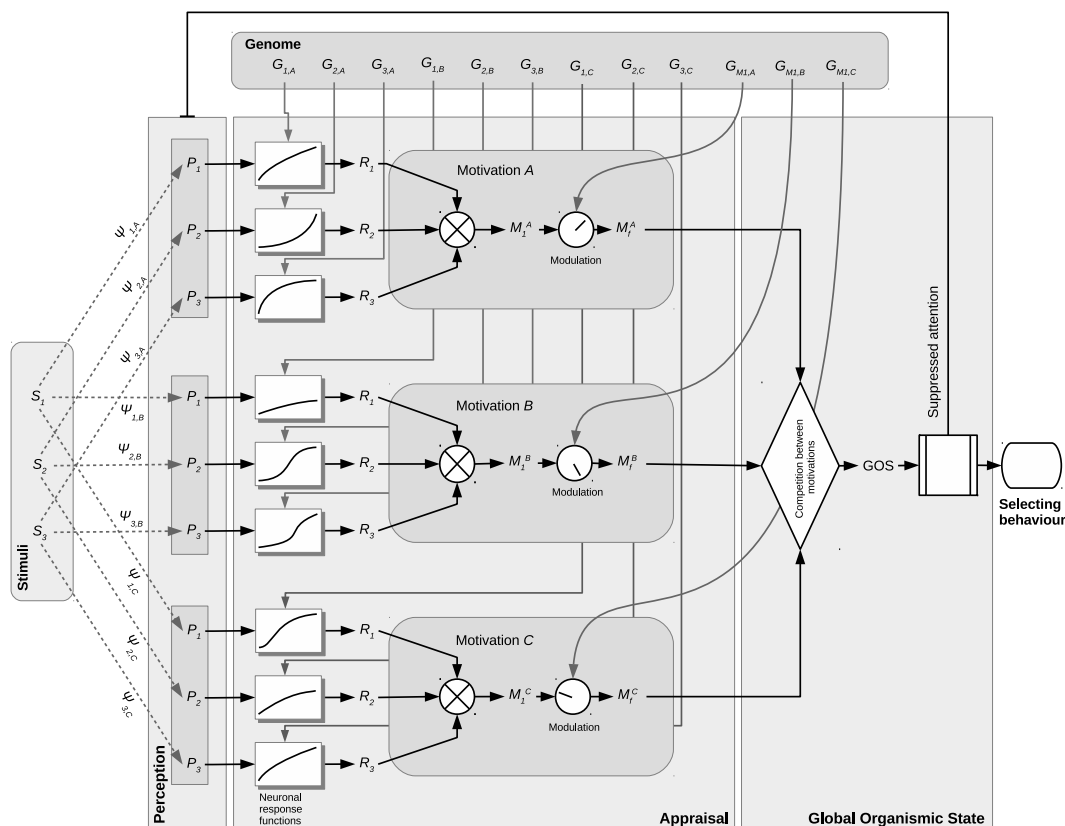 Genome
G1,A G2,A G3,A G1,B G2,B G3,B G1,C G2,C G3,C GM1,A GM1,B GM1,C
Stimuli
S1
S2
S3
Ψ1,A
Ψ2,A
Ψ3,A
Ψ1,B
Ψ2,B
Ψ3,B
Ψ1,C
Ψ2,C
Ψ3,C
Perception
P1
P2
P3
P1
P2
P3
P1
P2
P3
R1
R2
R3
Motivation A
M1A
Modulation
MfA
R1
R2
R3
Motivation B
M1B
Modulation
MfB
R1
R2
R3
Motivation C
M1C
Modulation
MfC
Neuronal
response
functions
Appraisal
Competition between
motivations
GOS
Suppressed attention
Selecting
behaviour
Global Organismic State